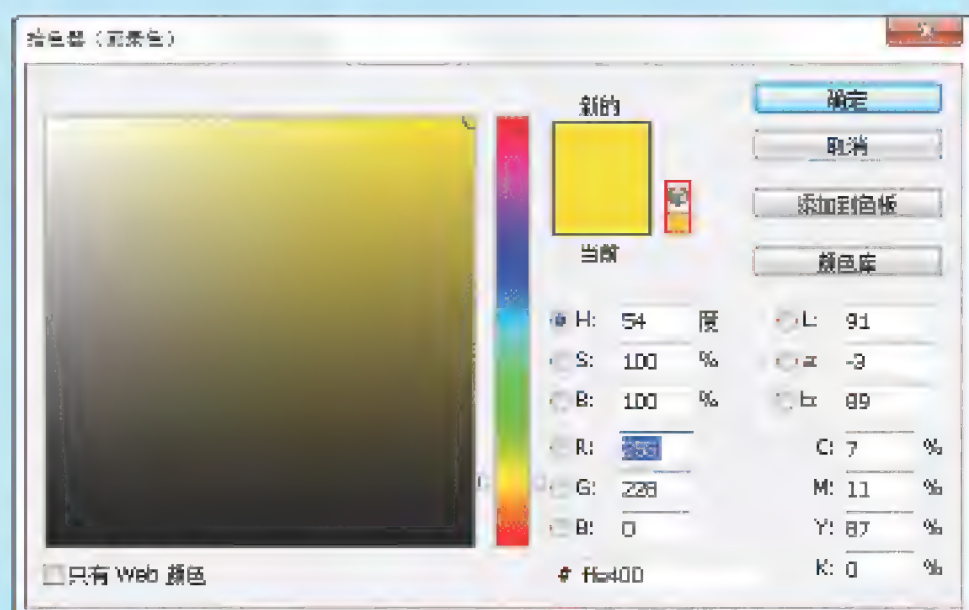 拾色器（前景色）
新的
当前
确定
取消
添加到色板
颜色库
H: 54 度
S: 100 %
B: 100 %
R: 255
G: 228
B: 0
# ffe400
L: 91
a: -3
b: 89
C: 7 %
M: 11 %
Y: 87 %
K: 0 %
只有 Web 颜色